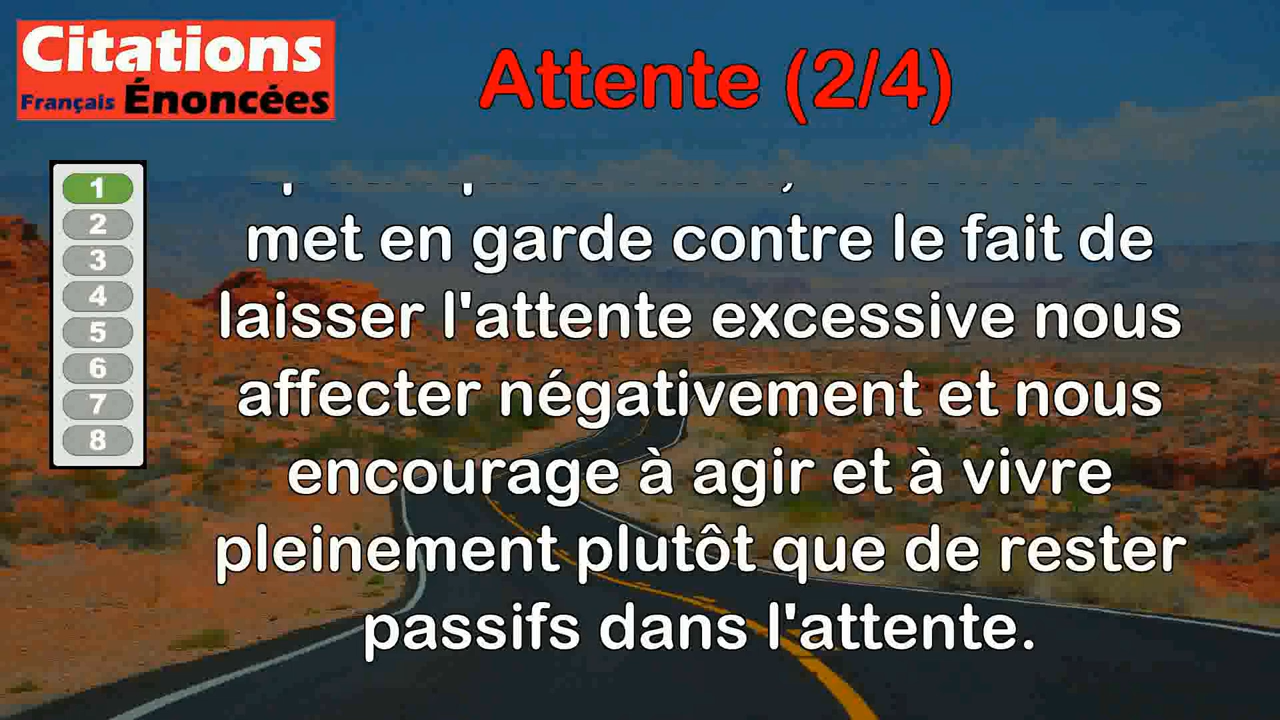 Citations
Français Énoncées
Attente (2/4)
1
2
3
4
5
6
7
8
met en garde contre le fait de
laisser l'attente excessive nous
affecter négativement et nous
encourage à agir et à vivre
pleinement plutôt que de rester
passifs dans l'attente.